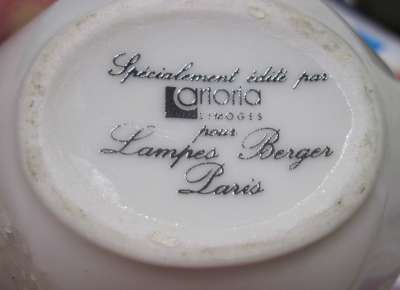 Spécialement édité par
artoria
LIMOGES
pour
Lampes Berger
Paris